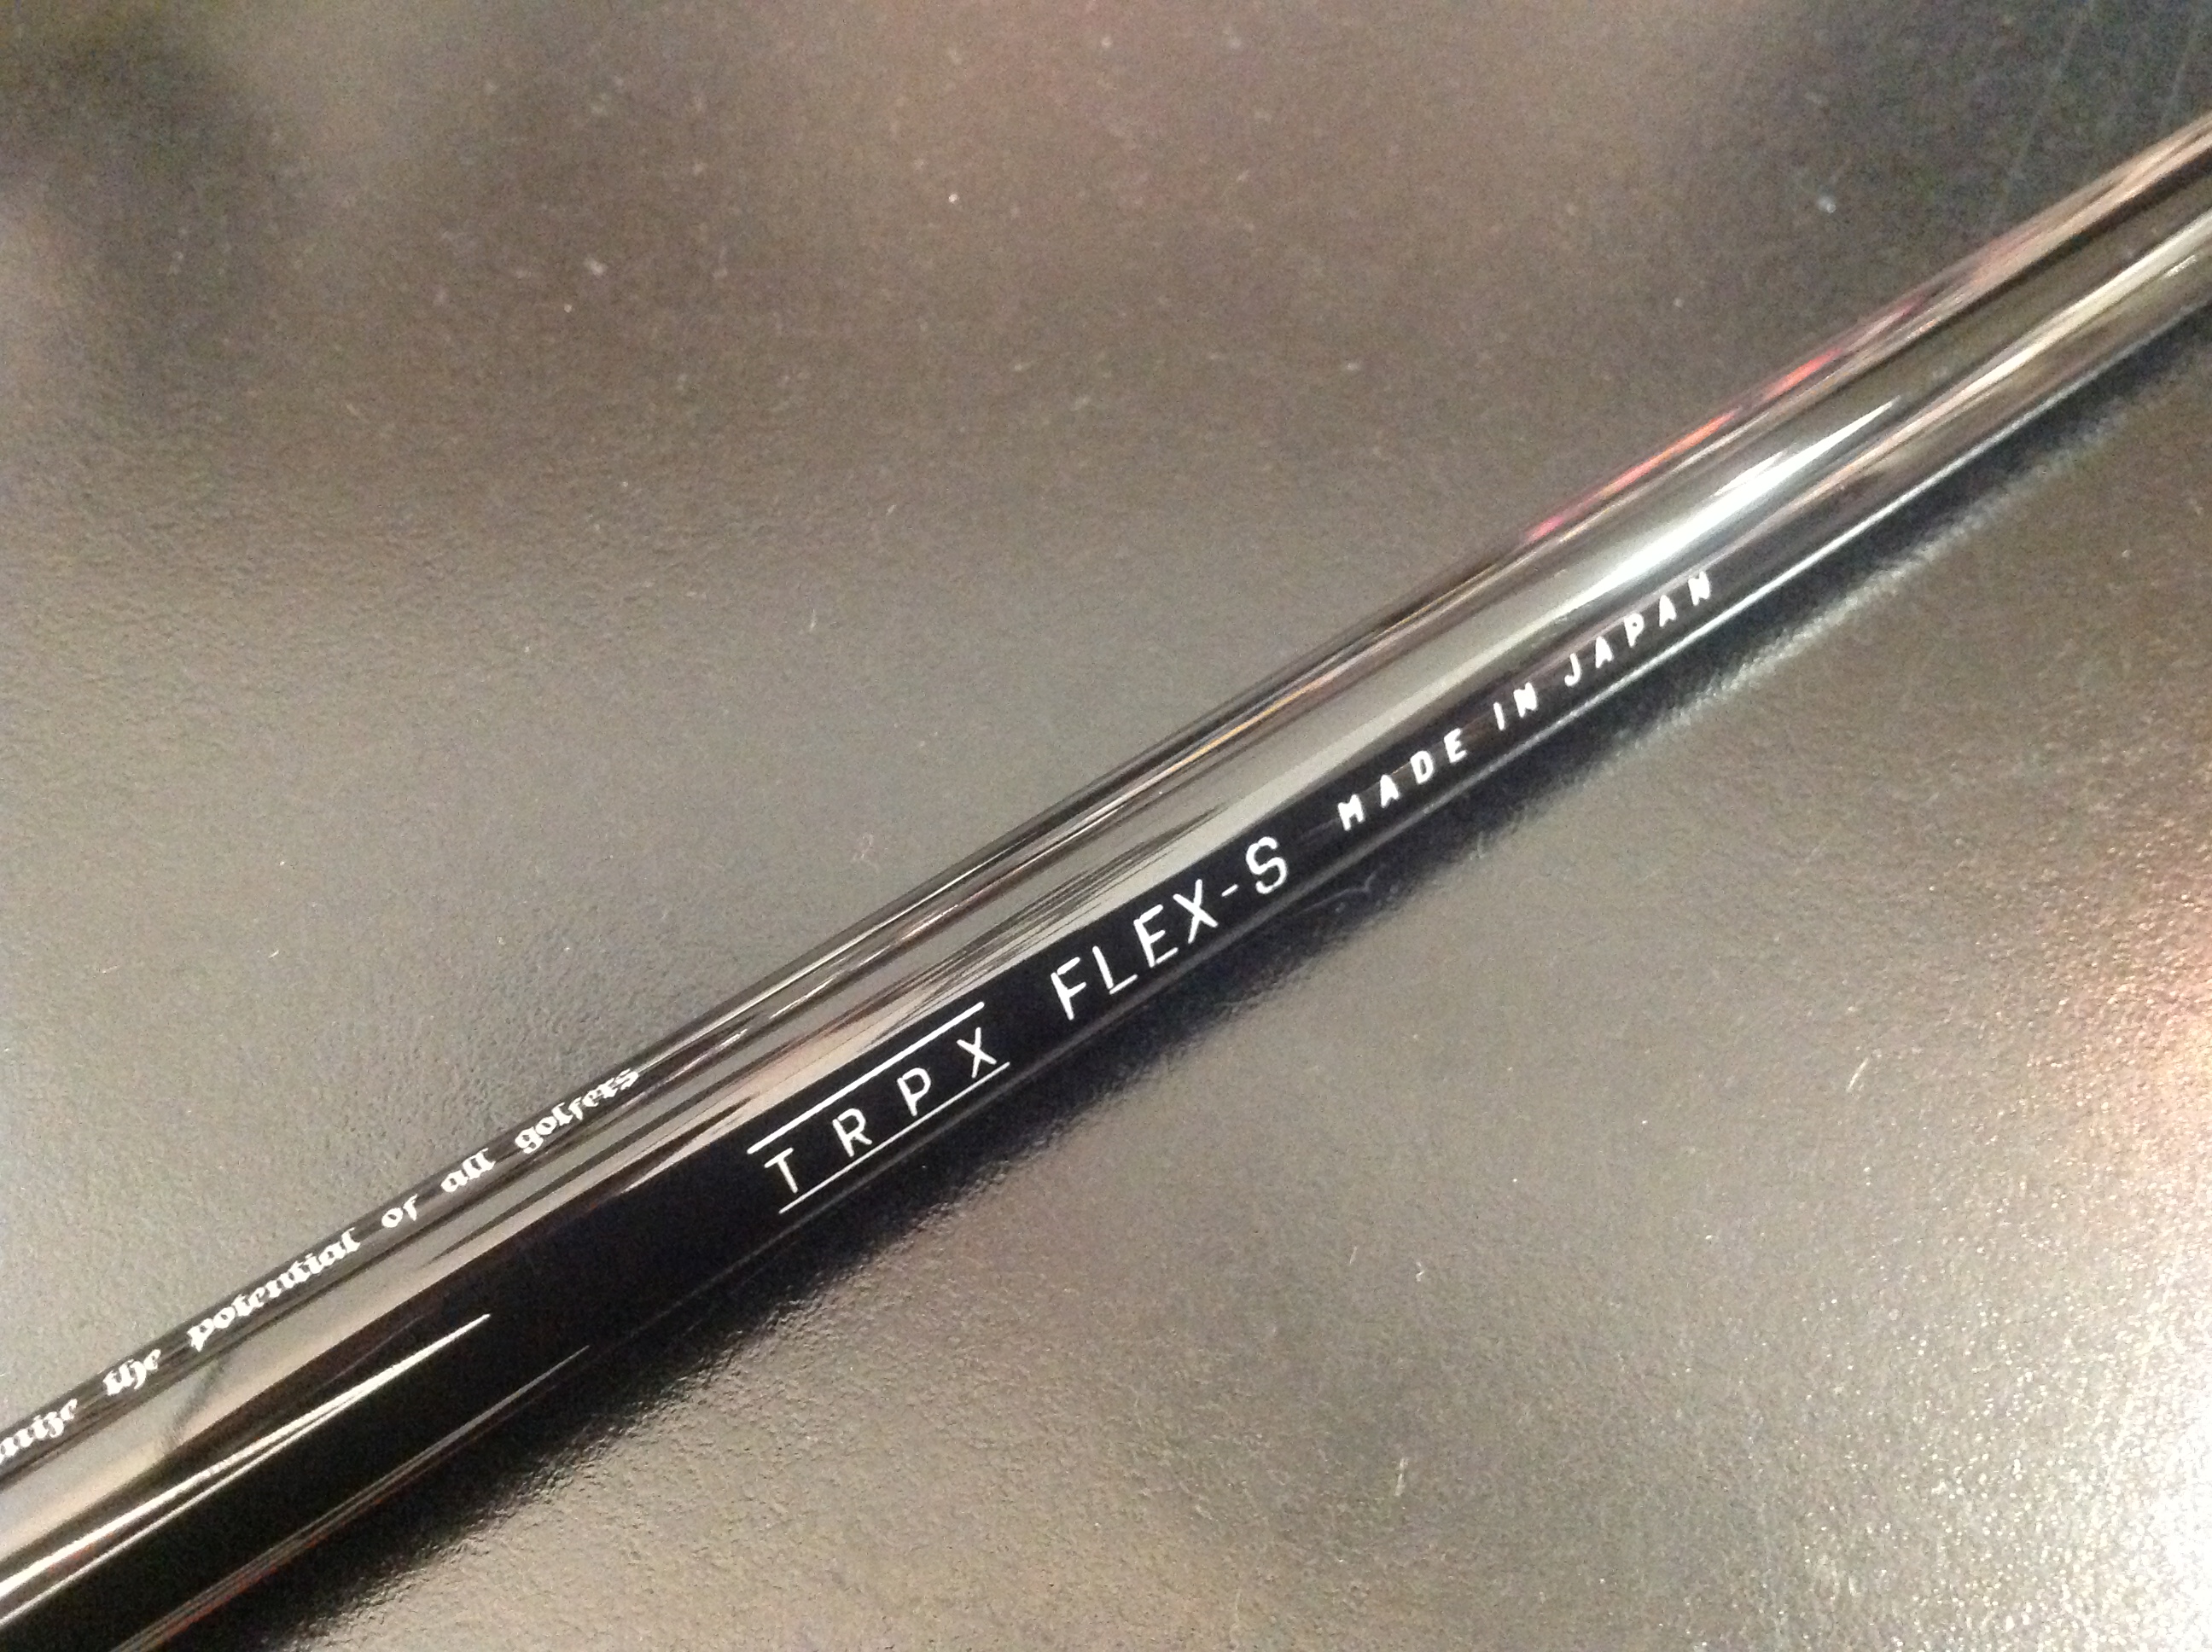 the potential of all golfers
TRPX FLEX-S MADE IN JAPAN